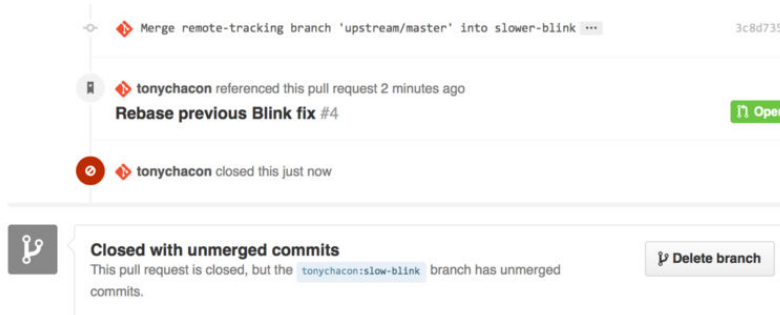 Merge remote-tracking branch 'upstream/master' into slower-blink ... 3c8d735
tonychacon referenced this pull request 2 minutes ago
Rebase previous Blink fix #4
Open
tonychacon closed this just now
Closed with unmerged commits
This pull request is closed, but the tonychacon:slow-blink branch has unmerged
commits.
Delete branch